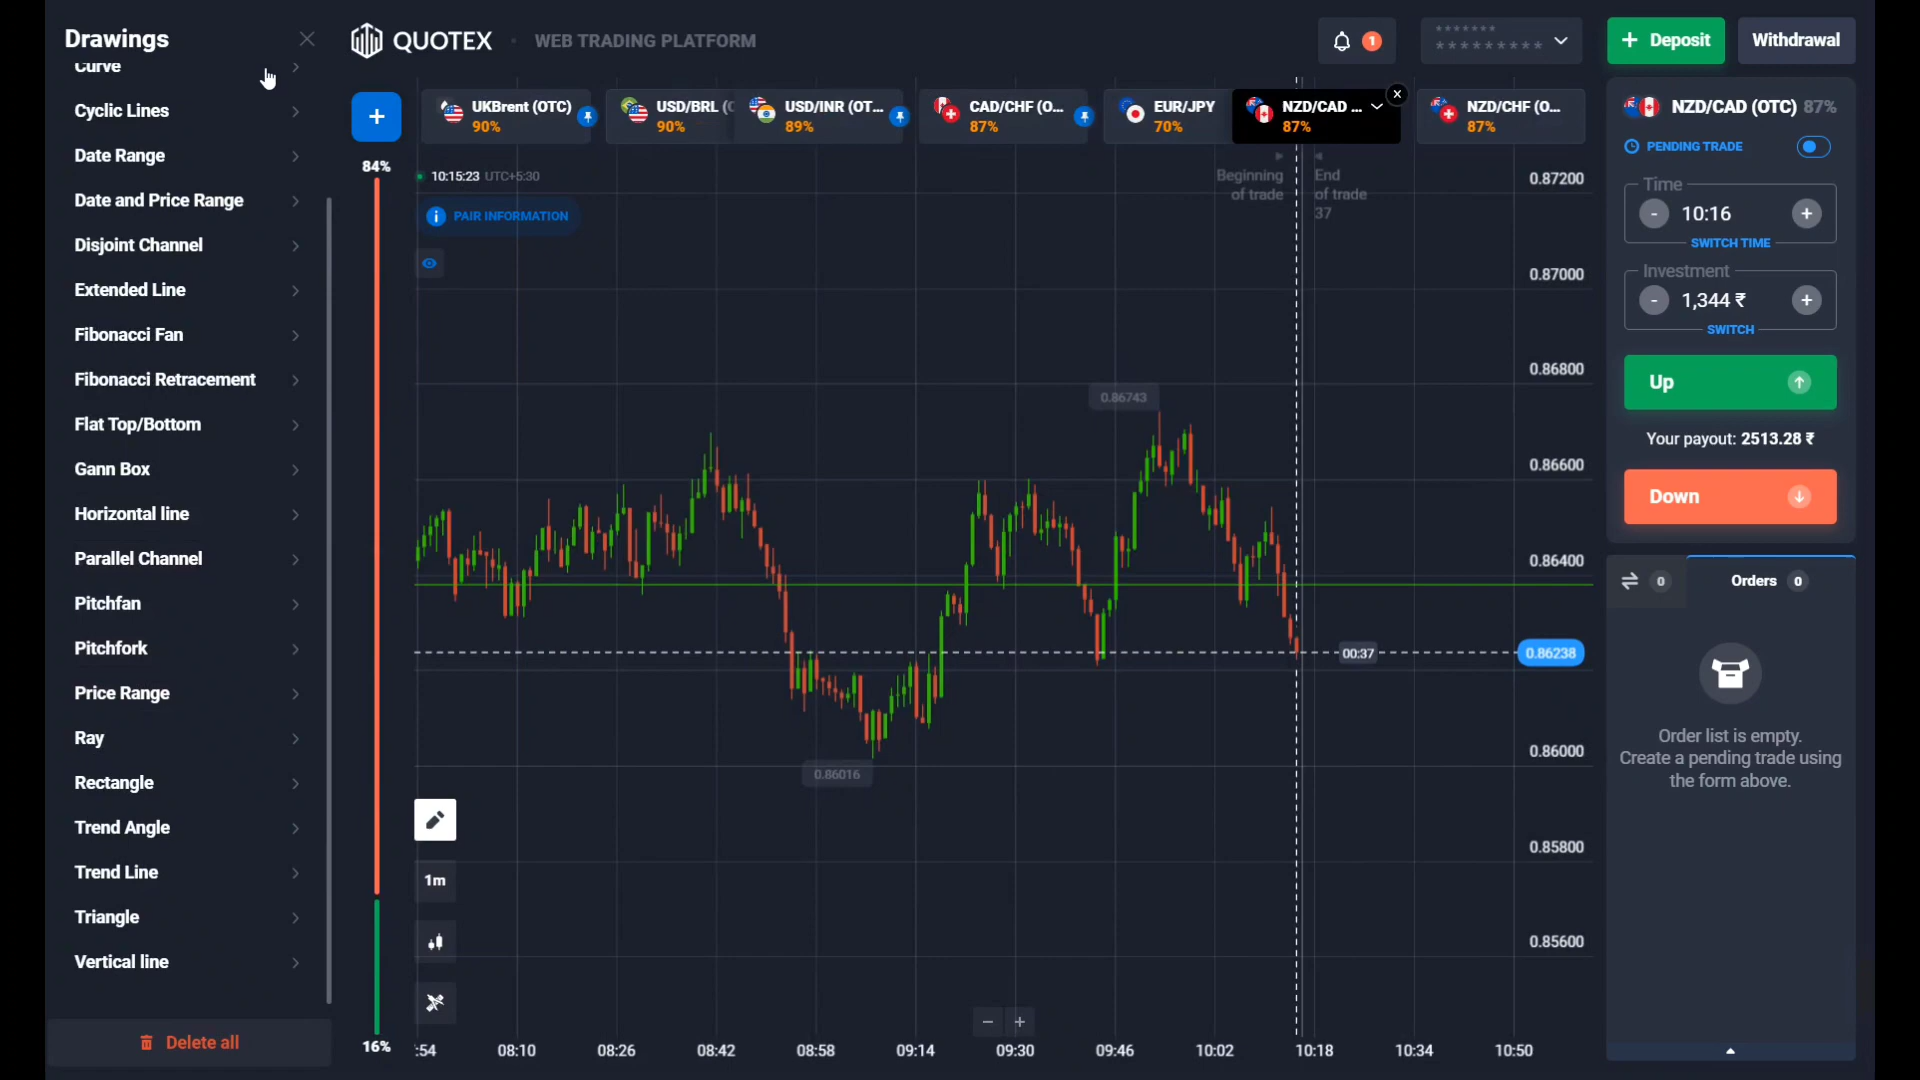 Drawings
Curve
Cyclic Lines
Date Range
Date and Price Range
Disjoint Channel
Extended Line
Fibonacci Fan
Fibonacci Retracement
Flat Top/Bottom
Gann Box
Horizontal line
Parallel Channel
Pitchfan
Pitchfork
Price Range
Ray
Rectangle
Trend Angle
Trend Line
Triangle
Vertical line
Delete all
QUOTEX
WEB TRADING PLATFORM
1
******* 
*********
+ Deposit
Withdrawal
+
UKBrent (OTC)
90%
USD/BRL (
90%
USD/INR (OT...
89%
CAD/CHF (O...
87%
EUR/JPY
70%
NZD/CAD ...
87%
NZD/CHF (O...
87%
84%
16%
10:15:23 UTC+5:30
PAIR INFORMATION
Beginning
of trade
End
of trade
37
0.86743
0.86016
00:37
0.87200
0.87000
0.86800
0.86600
0.86400
0.86238
0.86000
0.85800
0.85600
1m
− +
:54
08:10
08:26
08:42
08:58
09:14
09:30
09:46
10:02
10:18
10:34
10:50
NZD/CAD (OTC) 87%
PENDING TRADE
Time
- 10:16 +
SWITCH TIME
Investment
- 1,344 ₹ +
SWITCH
Up
Your payout: 2513.28 ₹
Down
0
Orders 0
Order list is empty.
Create a pending trade using
the form above.